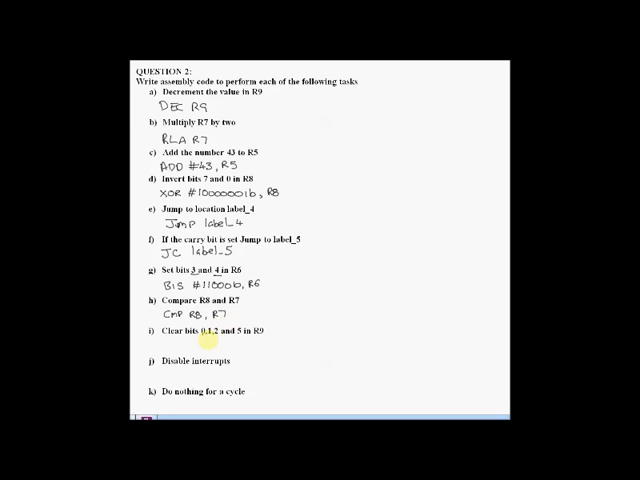 QUESTION 2:
Write assembly code to perform each of the following tasks
a) Decrement the value in R9
DEC R9
b) Multiply R7 by two
RLA R7
c) Add the number 43 to R5
ADD #43, R5
d) Invert bits 7 and 0 in R8
XOR #10000001b, R8
e) Jump to location label_4
Jmp label_4
f) If the carry bit is set Jump to label_5
JC label_5
g) Set bits 3 and 4 in R6
BIS #11000b, R6
h) Compare R8 and R7
CMP R8, R7
i) Clear bits 0,1,2 and 5 in R9
j) Disable interrupts
k) Do nothing for a cycle